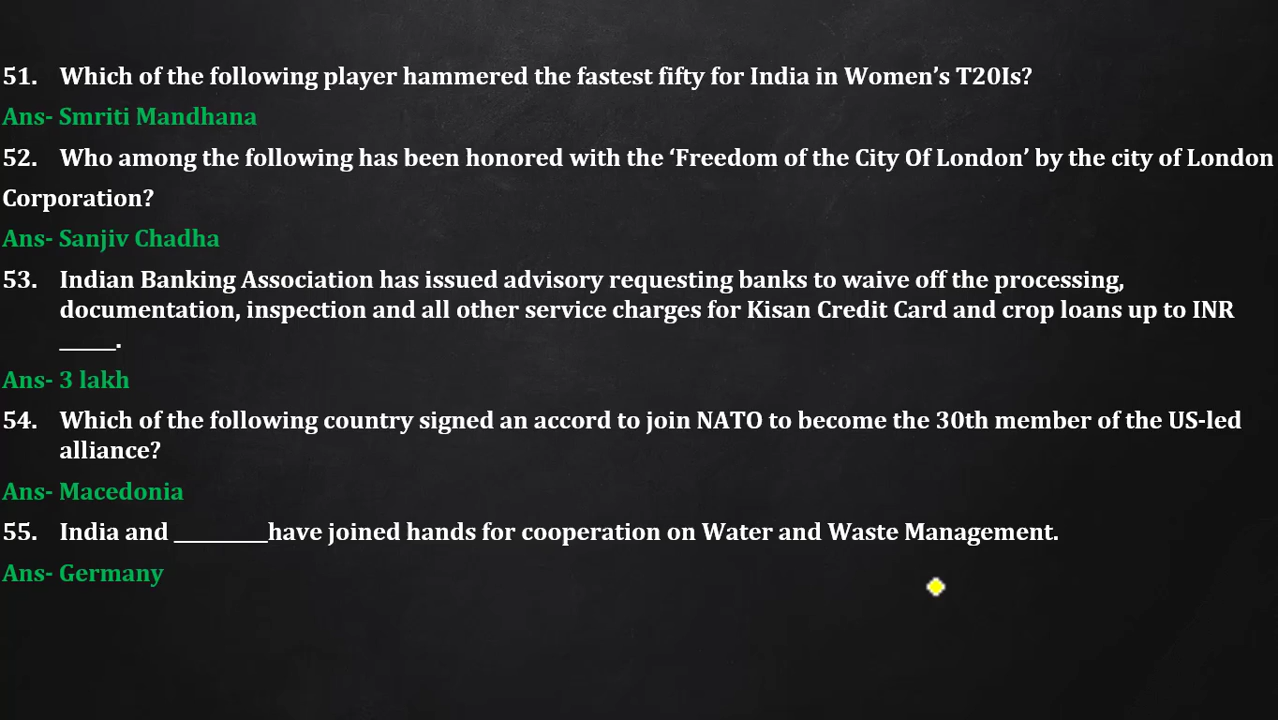 51. Which of the following player hammered the fastest fifty for India in Women’s T20Is?
Ans- Smriti Mandhana
52. Who among the following has been honored with the ‘Freedom of the City Of London’ by the city of London
Corporation?
Ans- Sanjiv Chadha
53. Indian Banking Association has issued advisory requesting banks to waive off the processing,
documentation, inspection and all other service charges for Kisan Credit Card and crop loans up to INR
______.
Ans- 3 lakh
54. Which of the following country signed an accord to join NATO to become the 30th member of the US-led
alliance?
Ans- Macedonia
55. India and __________have joined hands for cooperation on Water and Waste Management.
Ans- Germany